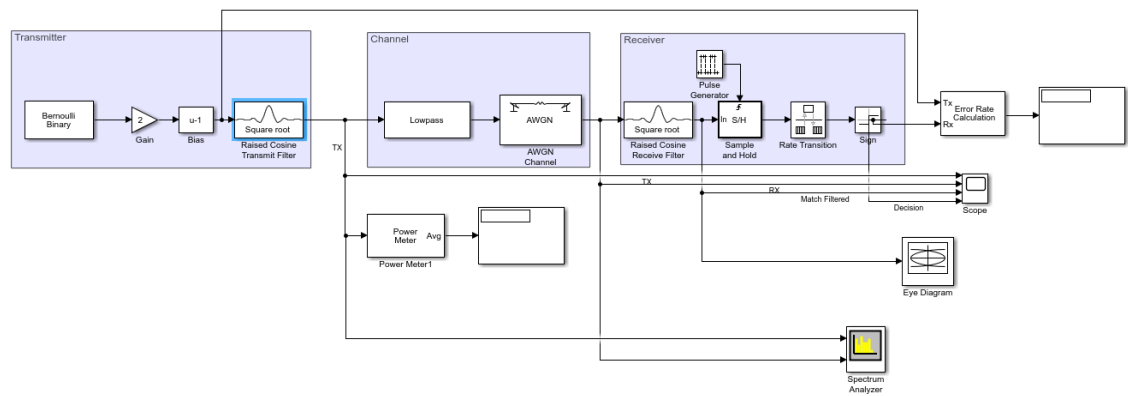 Transmitter
Channel
Receiver
Bernoulli
Binary
2
Gain
u-1
Bias
Square root
Raised Cosine
Transmit Filter
Lowpass
AWGN
AWGN
Channel
Square root
Raised Cosine
Receive Filter
Pulse
Generator
In
S/H
Sample
and Hold
Rate Transition
Sign
Tx
Rx
Error Rate
Calculation
TX
TX
RX
Match Filtered
Decision
Scope
Power
Meter
Avg
Power Meter1
Eye Diagram
Spectrum
Analyzer